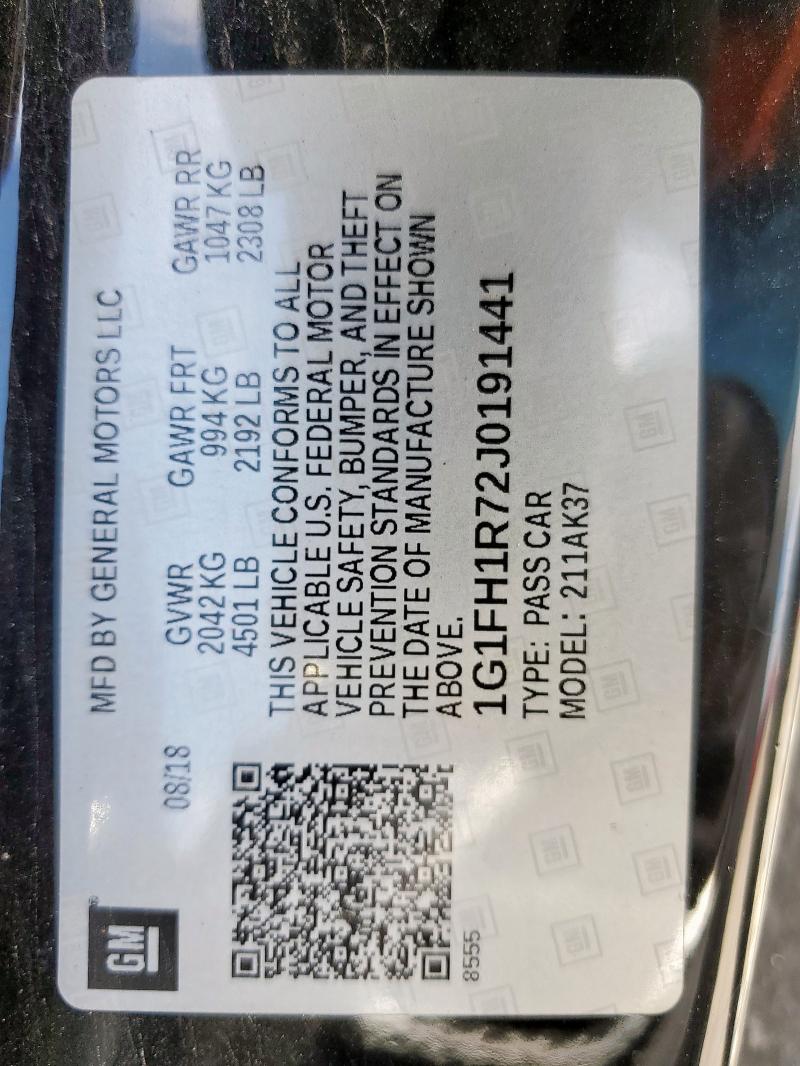 GM
MFD BY GENERAL MOTORS LLC
08/18
GVWR GAWR FRT GAWR RR
2042 KG 994 KG 1047 KG
4501 LB 2192 LB 2308 LB
THIS VEHICLE CONFORMS TO ALL
APPLICABLE U.S. FEDERAL MOTOR
VEHICLE SAFETY, BUMPER, AND THEFT
PREVENTION STANDARDS IN EFFECT ON
THE DATE OF MANUFACTURE SHOWN
ABOVE.
1G1FH1R72J0191441
TYPE: PASS CAR
MODEL: 211AK37
8555